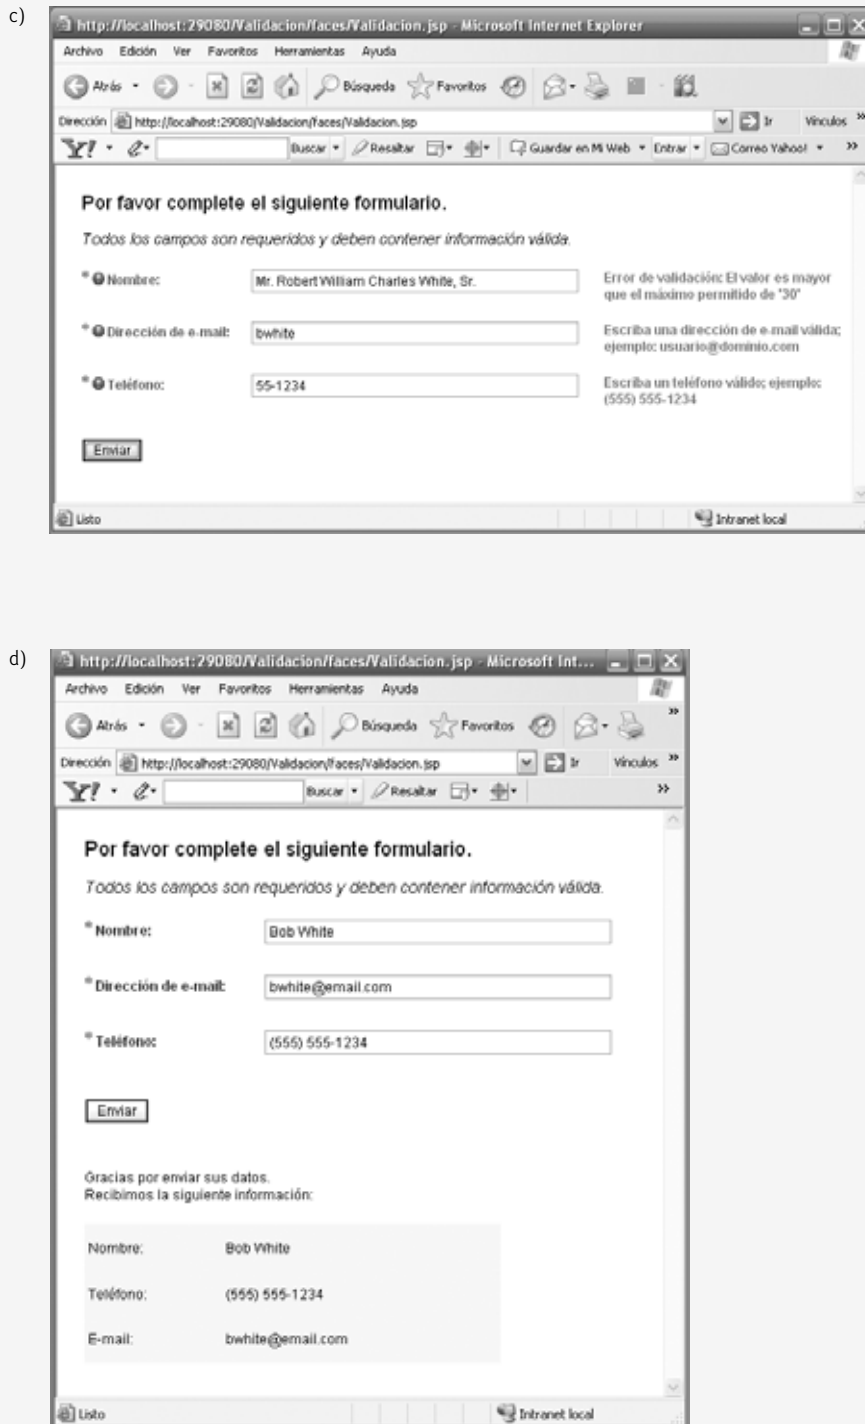 c)
http://localhost:29080/Validacion/faces/Validacion.jsp - Microsoft Internet Explorer
Archivo Edición Ver Favoritos Herramientas Ayuda
Atrás Búsqueda Favoritos
Dirección http://localhost:29080/Validacion/faces/Validacion.jsp Ir Vínculos »
Y! Buscar Resaltar Guardar en Mi Web Entrar Correo Yahoo! »
Por favor complete el siguiente formulario.
Todos los campos son requeridos y deben contener información válida.
* Nombre: Mr. Robert William Charles White, Sr. Error de validación: El valor es mayor
que el máximo permitido de "30"
* Dirección de e-mail: bwhite Escriba una dirección de e-mail válida;
ejemplo: usuario@dominio.com
* Teléfono: 55-1234 Escriba un teléfono válido; ejemplo:
(555) 555-1234
Enviar
Listo Intranet local
d)
http://localhost:29080/Validacion/faces/Validacion.jsp - Microsoft Int...
Archivo Edición Ver Favoritos Herramientas Ayuda
Atrás Búsqueda Favoritos »
Dirección http://localhost:29080/Validacion/faces/Validacion.jsp Ir Vínculos »
Y! Buscar Resaltar »
Por favor complete el siguiente formulario.
Todos los campos son requeridos y deben contener información válida.
* Nombre: Bob White
* Dirección de e-mail: bwhite@email.com
* Teléfono: (555) 555-1234
Enviar
Gracias por enviar sus datos.
Recibimos la siguiente información:
Nombre: Bob White
Teléfono: (555) 555-1234
E-mail: bwhite@email.com
Listo Intranet local